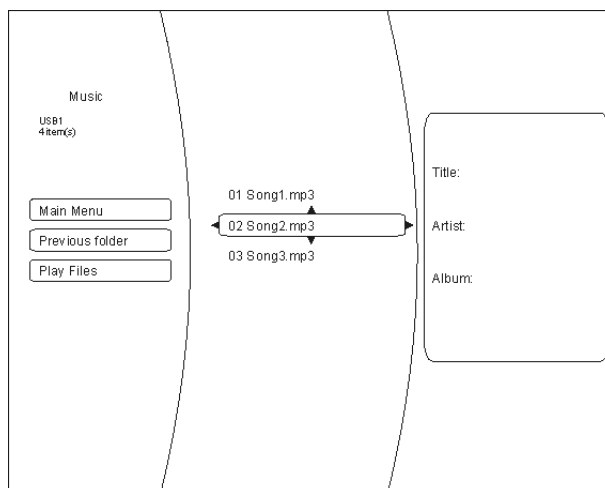 Music
USB1
4 item(s)
Main Menu
Previous folder
Play Files
01 Song1.mp3
02 Song2.mp3
03 Song3.mp3
Title:
Artist:
Album: